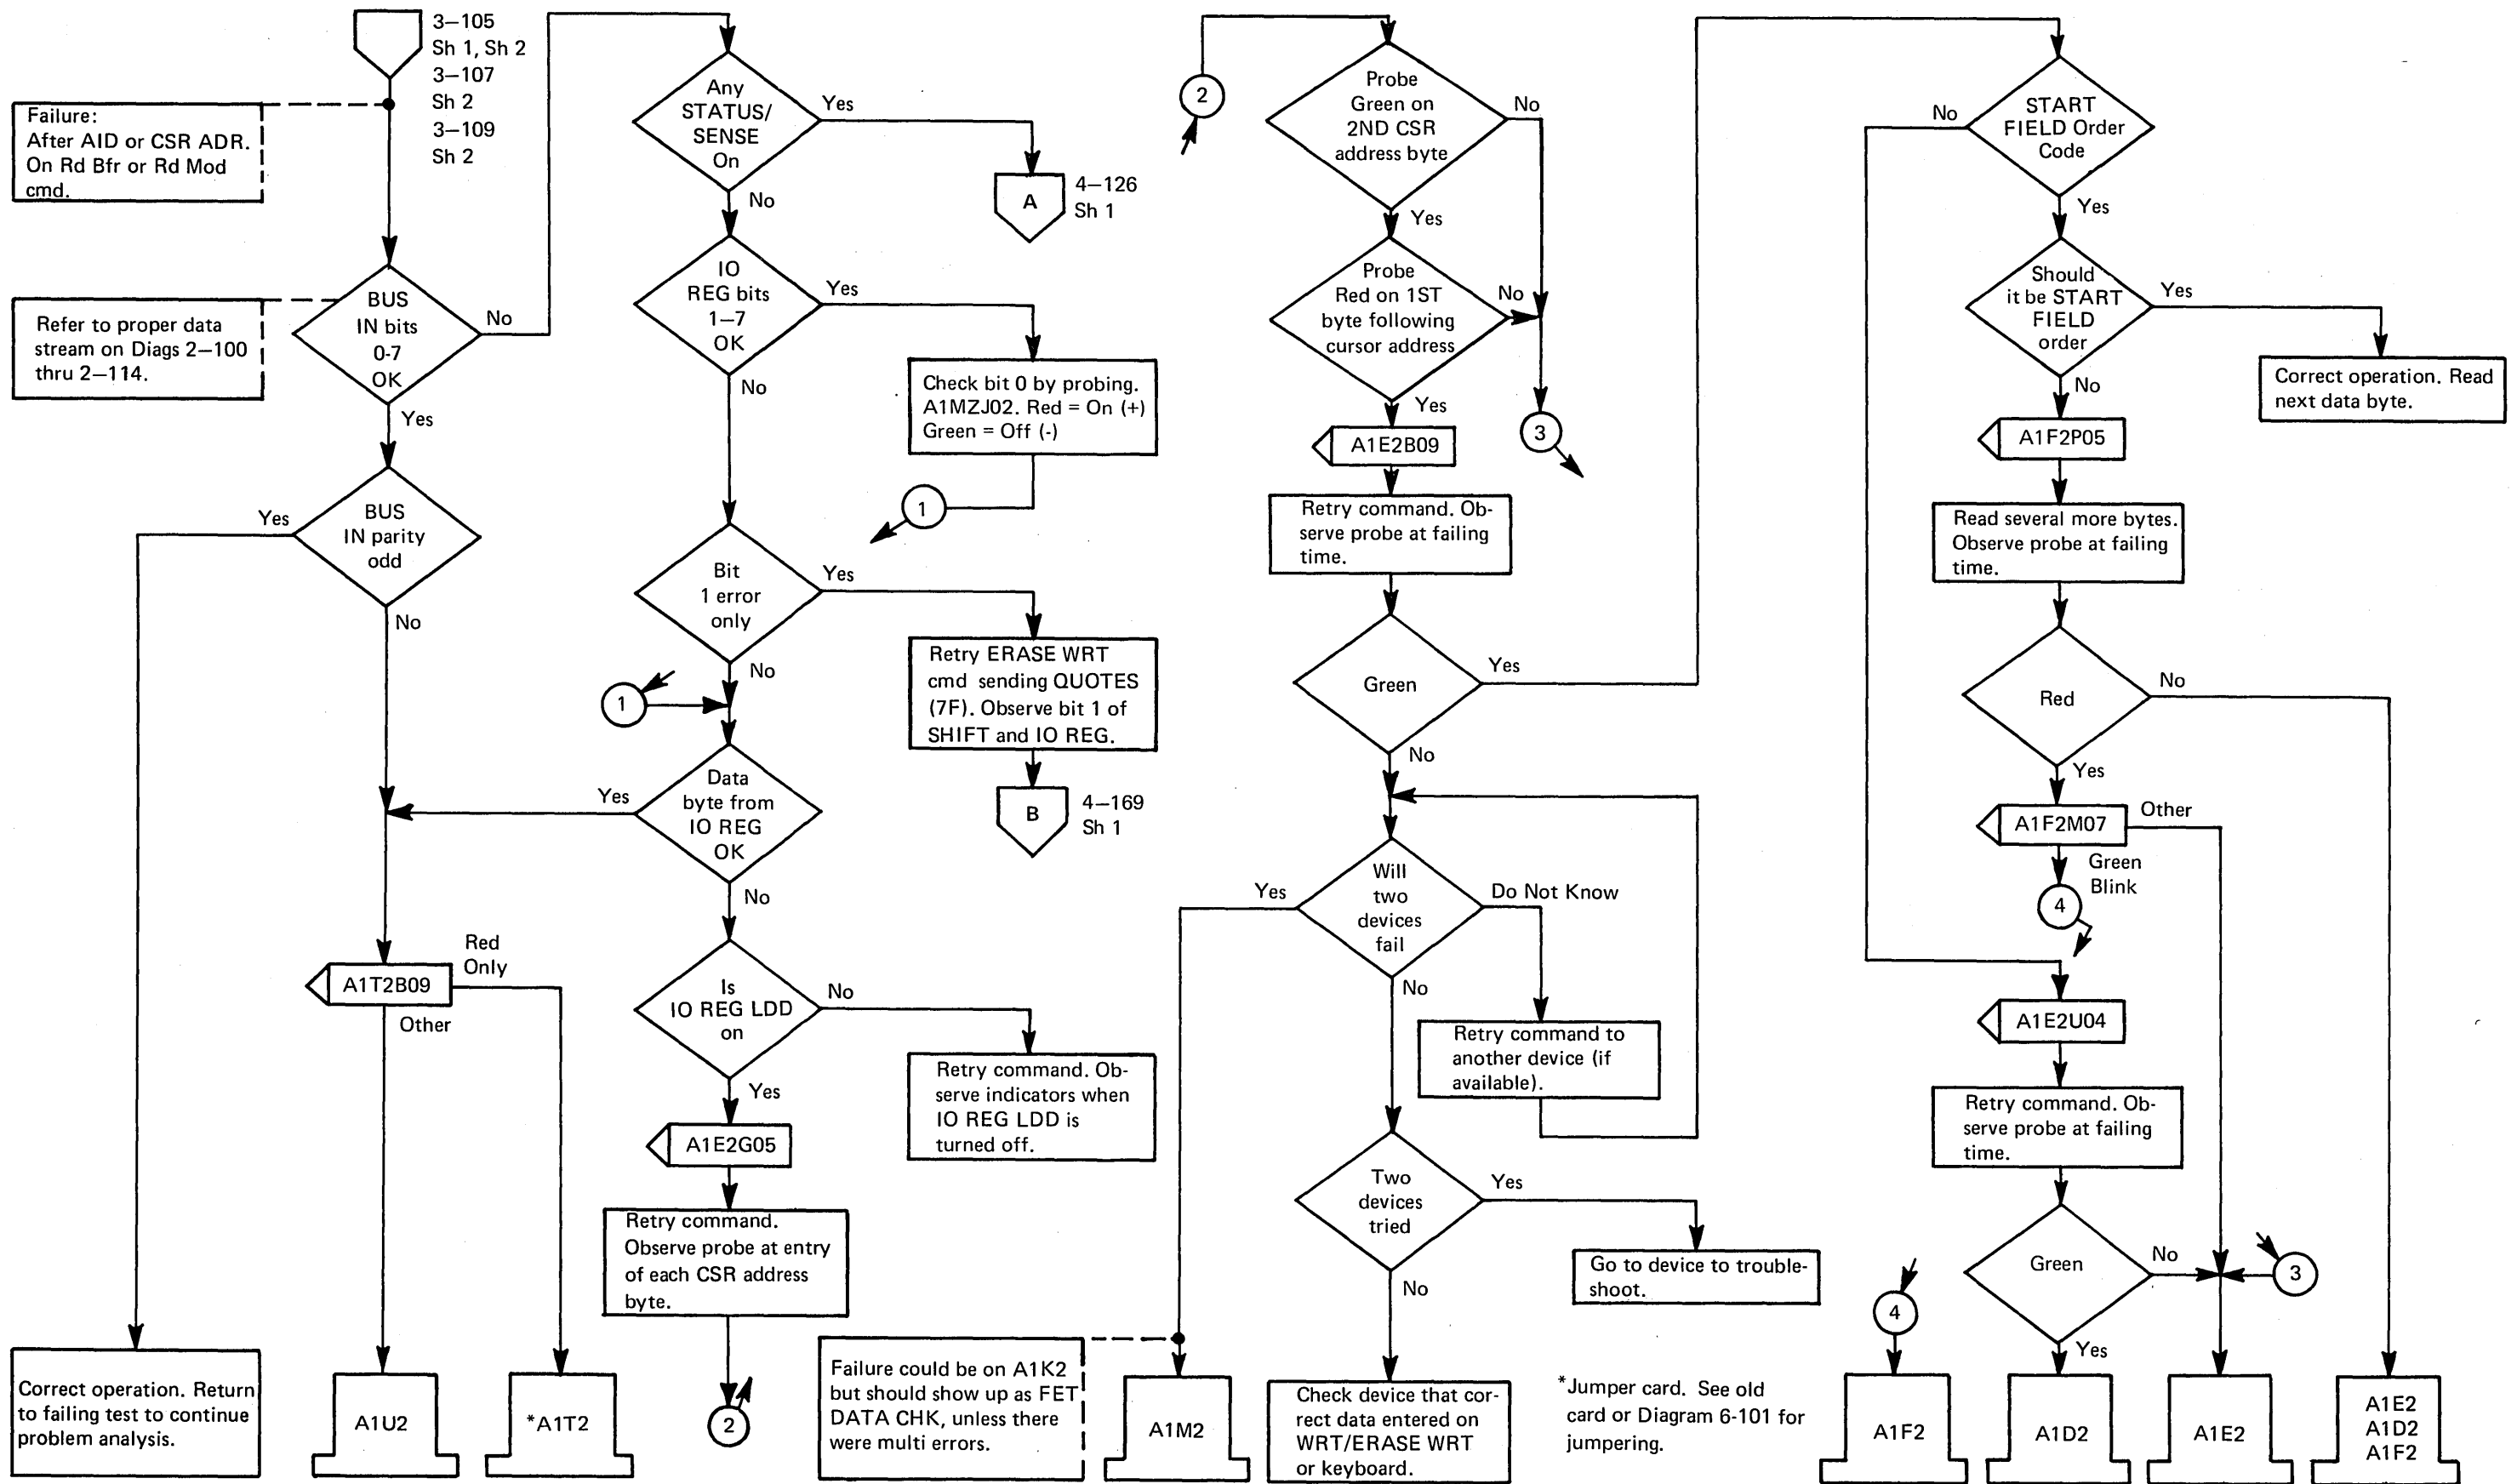 3–105
Sh 1, Sh 2
3–107
Sh 2
3–109
Sh 2
Failure:
After AID or CSR ADR.
On Rd Bfr or Rd Mod
cmd.
BUS
IN bits
0-7
OK
No
Yes
Refer to proper data
stream on Diags 2–100
thru 2–114.
BUS
IN parity
odd
Yes
No
A1T2B09
Red
Only
Other
Correct operation. Return
to failing test to continue
problem analysis.
A1U2
*A1T2
Any
STATUS/
SENSE
On
Yes
No
A
4–126
Sh 1
IO
REG bits
1–7
OK
Yes
No
Check bit 0 by probing.
A1MZJ02. Red = On (+)
Green = Off (-)
1
Bit
1 error
only
Yes
No
Retry ERASE WRT
cmd sending QUOTES
(7F). Observe bit 1 of
SHIFT and IO REG.
B
4–169
Sh 1
1
Data
byte from
IO REG
OK
Yes
No
Is
IO REG LDD
on
No
Yes
Retry command. Ob-
serve indicators when
IO REG LDD is
turned off.
A1E2G05
Retry command.
Observe probe at entry
of each CSR address
byte.
2
2
Probe
Green on
2ND CSR
address byte
No
Yes
Probe
Red on 1ST
byte following
cursor address
No
Yes
3
A1E2B09
Retry command. Ob-
serve probe at failing
time.
Green
Yes
No
Will
two
devices
fail
Yes
Do Not Know
No
Retry command to
another device (if
available).
Two
devices
tried
Yes
No
Go to device to trouble-
shoot.
Failure could be on A1K2
but should show up as FET
DATA CHK, unless there
were multi errors.
A1M2
Check device that cor-
rect data entered on
WRT/ERASE WRT
or keyboard.
*Jumper card. See old
card or Diagram 6-101 for
jumpering.
START
FIELD Order
Code
No
Yes
Should
it be START
FIELD
order
Yes
No
Correct operation. Read
next data byte.
A1F2P05
Read several more bytes.
Observe probe at failing
time.
Red
No
Yes
A1F2M07
Other
Green
Blink
4
A1E2U04
Retry command. Ob-
serve probe at failing
time.
Green
No
Yes
3
4
A1F2
A1D2
A1E2
A1E2
A1D2
A1F2